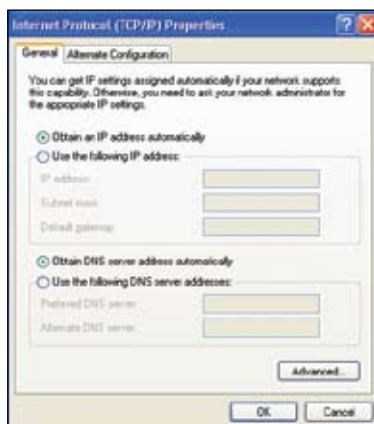 Internet Protocol (TCP/IP) Properties
General
Alternate Configuration
You can get IP settings assigned automatically if your network supports
this capability. Otherwise, you need to ask your network administrator for
the appropriate IP settings.
Obtain an IP address automatically
Use the following IP address:
IP address:
Subnet mask:
Default gateway:
Obtain DNS server address automatically
Use the following DNS server addresses:
Preferred DNS server:
Alternate DNS server:
Advanced...
OK
Cancel